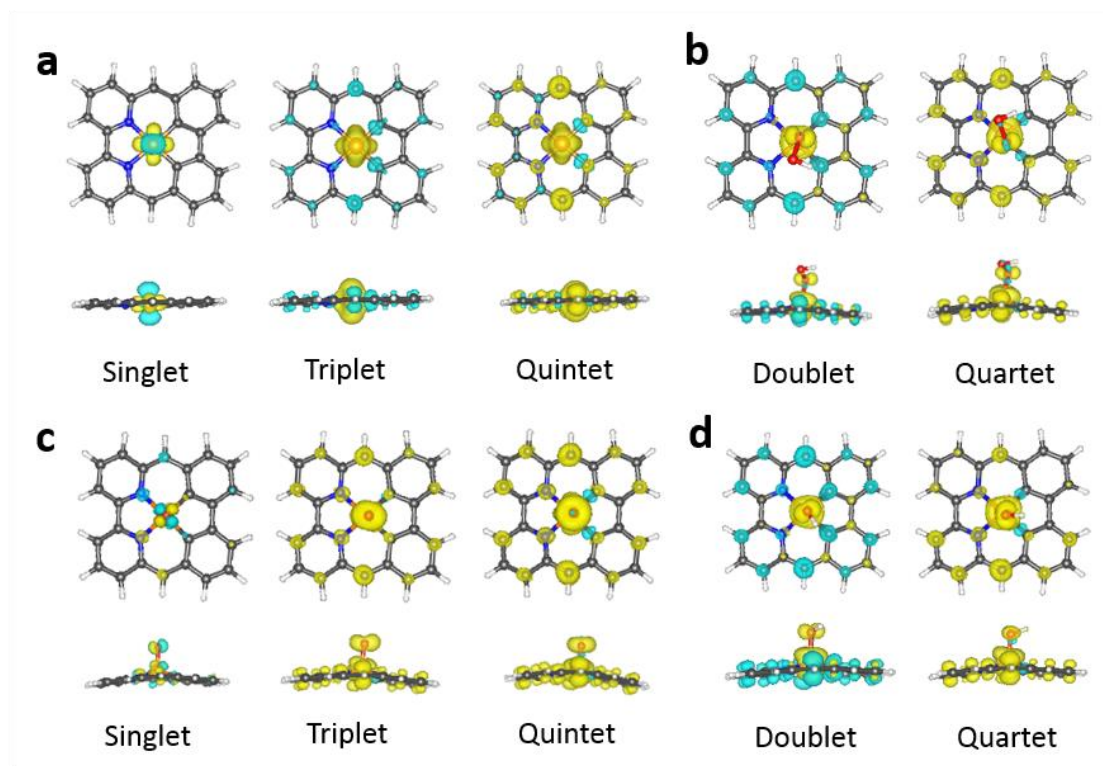 a
b
Singlet
Triplet
Quintet
Doublet
Quartet
c
d
Singlet
Triplet
Quintet
Doublet
Quartet